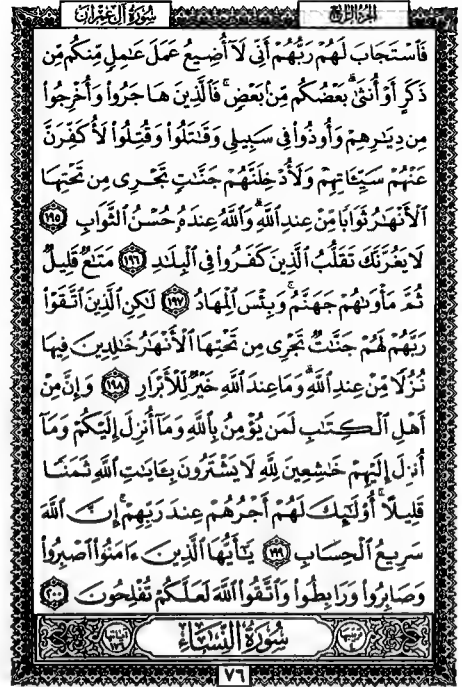 سُورَةُ آلِ عِمْرَانَ
الجُزْءُ الرَّابِعُ
فَٱسْتَجَابَ لَهُمْ رَبُّهُمْ أَنِّي لَآ أُضِيعُ عَمَلَ عَٰمِلٍ مِّنكُم مِّن
ذَكَرٍ أَوْ أُنثَىٰۖ بَعْضُكُم مِّنۢ بَعْضٍۖ فَٱلَّذِينَ هَاجَرُوا۟ وَأُخْرِجُوا۟
مِن دِيَٰرِهِمْ وَأُوذُوا۟ فِي سَبِيلِي وَقَٰتَلُوا۟ وَقُتِلُوا۟ لَأُكَفِّرَنَّ
عَنْهُمْ سَيِّـَٔاتِهِمْ وَلَأُدْخِلَنَّهُمْ جَنَّٰتٍ تَجْرِى مِن تَحْتِهَا
ٱلْأَنْهَٰرُ ثَوَابًا مِّنْ عِندِ ٱللَّهِۗ وَٱللَّهُ عِندَهُۥ حُسْنُ ٱلثَّوَابِ ١٩٥
لَا يَغُرَّنَّكَ تَقَلُّبُ ٱلَّذِينَ كَفَرُوا۟ فِي ٱلْبِلَٰدِ ١٩٦ مَتَٰعٌ قَلِيلٌ
ثُمَّ مَأْوَىٰهُمْ جَهَنَّمُۚ وَبِئْسَ ٱلْمِهَادُ ١٩٧ لَٰكِنِ ٱلَّذِينَ ٱتَّقَوْا۟
رَبَّهُمْ لَهُمْ جَنَّٰتٌ تَجْرِى مِن تَحْتِهَا ٱلْأَنْهَٰرُ خَٰلِدِينَ فِيهَا
نُزُلًا مِّنْ عِندِ ٱللَّهِۗ وَمَا عِندَ ٱللَّهِ خَيْرٌ لِّلْأَبْرَارِ ١٩٨ وَإِنَّ مِنْ
أَهْلِ ٱلْكِتَٰبِ لَمَن يُؤْمِنُ بِٱللَّهِ وَمَآ أُنزِلَ إِلَيْكُمْ وَمَآ
أُنزِلَ إِلَيْهِمْ خَٰشِعِينَ لِلَّهِ لَا يَشْتَرُونَ بِـَٔايَٰتِ ٱللَّهِ ثَمَنًا
قَلِيلًاۗ أُو۟لَٰٓئِكَ لَهُمْ أَجْرُهُمْ عِندَ رَبِّهِمْۗ إِنَّ ٱللَّهَ
سَرِيعُ ٱلْحِسَابِ ١٩٩ يَٰٓأَيُّهَا ٱلَّذِينَ ءَامَنُوا۟ ٱصْبِرُوا۟
وَصَابِرُوا۟ وَرَابِطُوا۟ وَٱتَّقُوا۟ ٱللَّهَ لَعَلَّكُمْ تُفْلِحُونَ ٢٠٠
سُورَةُ النِّسَاءِ
٧٦